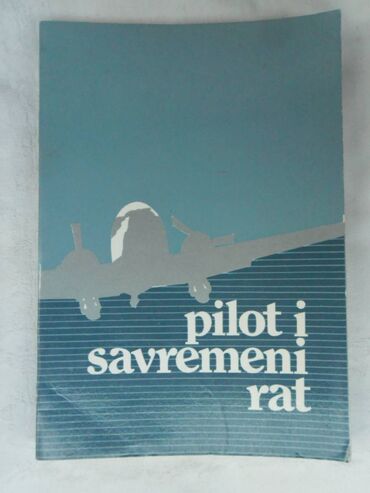 pilot i
savremeni
rat